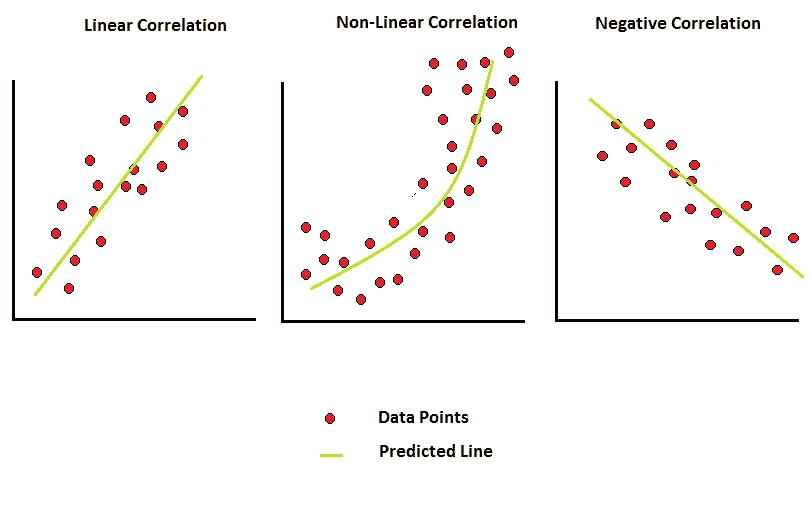 Linear Correlation
Non-Linear Correlation
Negative Correlation
Data Points
Predicted Line